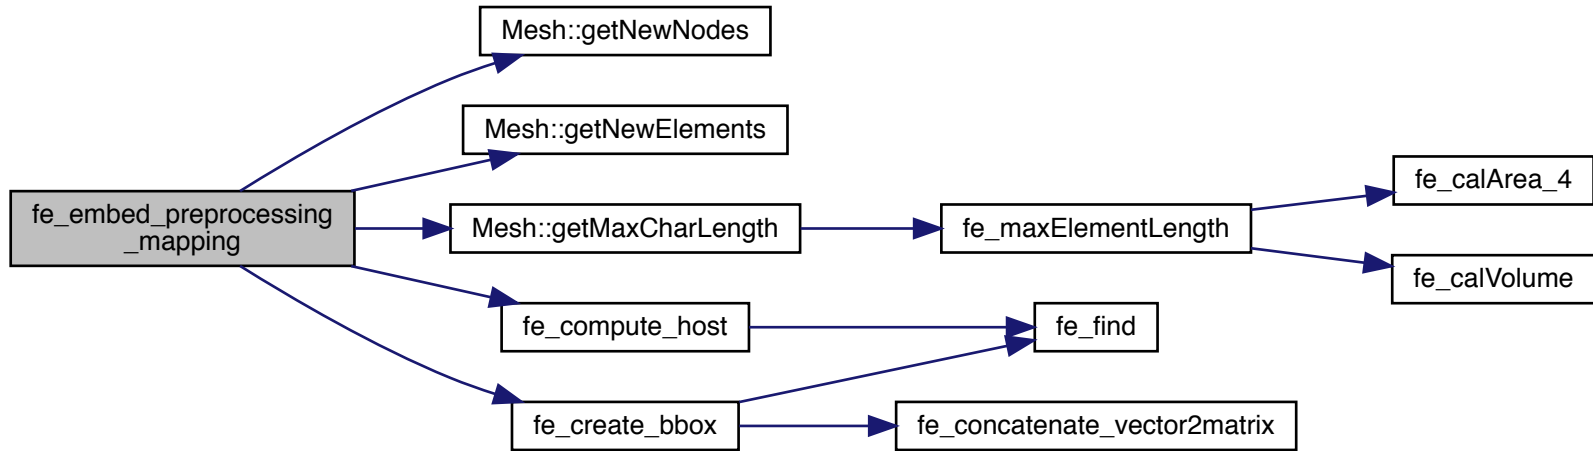 Mesh::getNewNodes
Mesh::getNewElements
fe_embed_preprocessing
_mapping
Mesh::getMaxCharLength
fe_maxElementLength
fe_calArea_4
fe_calVolume
fe_compute_host
fe_find
fe_create_bbox
fe_concatenate_vector2matrix